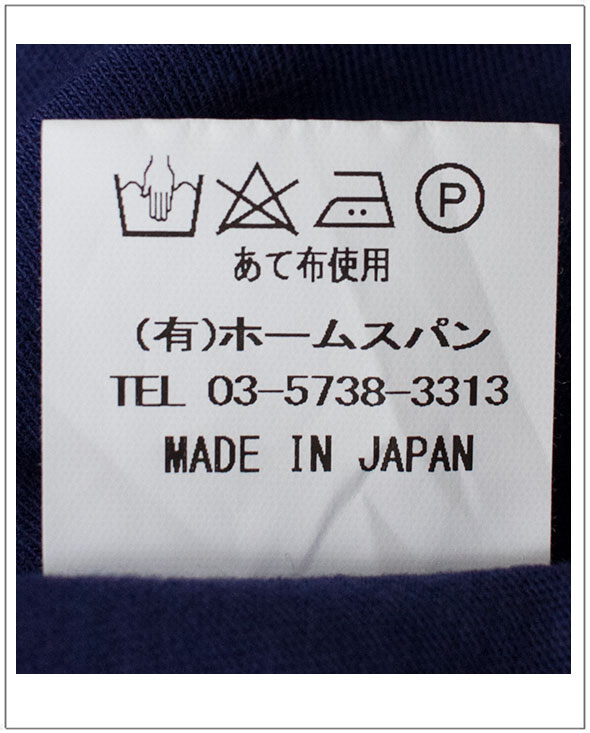 P
あて布使用
(有)ホームスパン
TEL 03-5738-3313
MADE IN JAPAN